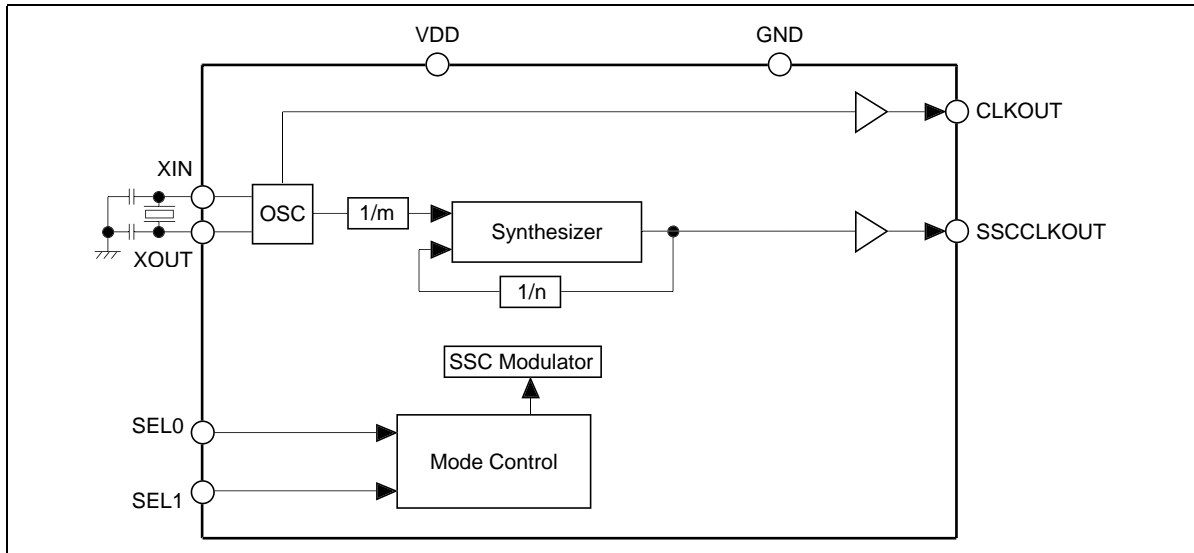 VDD
GND
CLKOUT
XIN
OSC
1/m
Synthesizer
SSCCLKOUT
XOUT
1/n
SSC Modulator
SEL0
Mode Control
SEL1